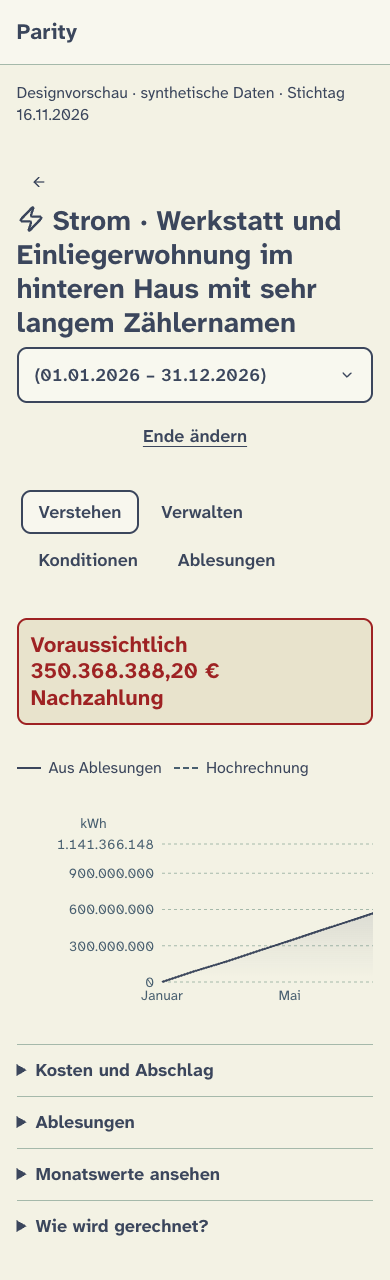 Parity
Designvorschau · synthetische Daten · Stichtag
16.11.2026
←
Strom · Werkstatt und
Einliegerwohnung im
hinteren Haus mit sehr
langem Zählernamen
(01.01.2026 – 31.12.2026)
Ende ändern
Verstehen Verwalten
Konditionen Ablesungen
Voraussichtlich
350.368.388,20 €
Nachzahlung
Aus Ablesungen Hochrechnung
kWh
1.141.366.148
900.000.000
600.000.000
300.000.000
0
Januar Mai
Kosten und Abschlag
Ablesungen
Monatswerte ansehen
Wie wird gerechnet?